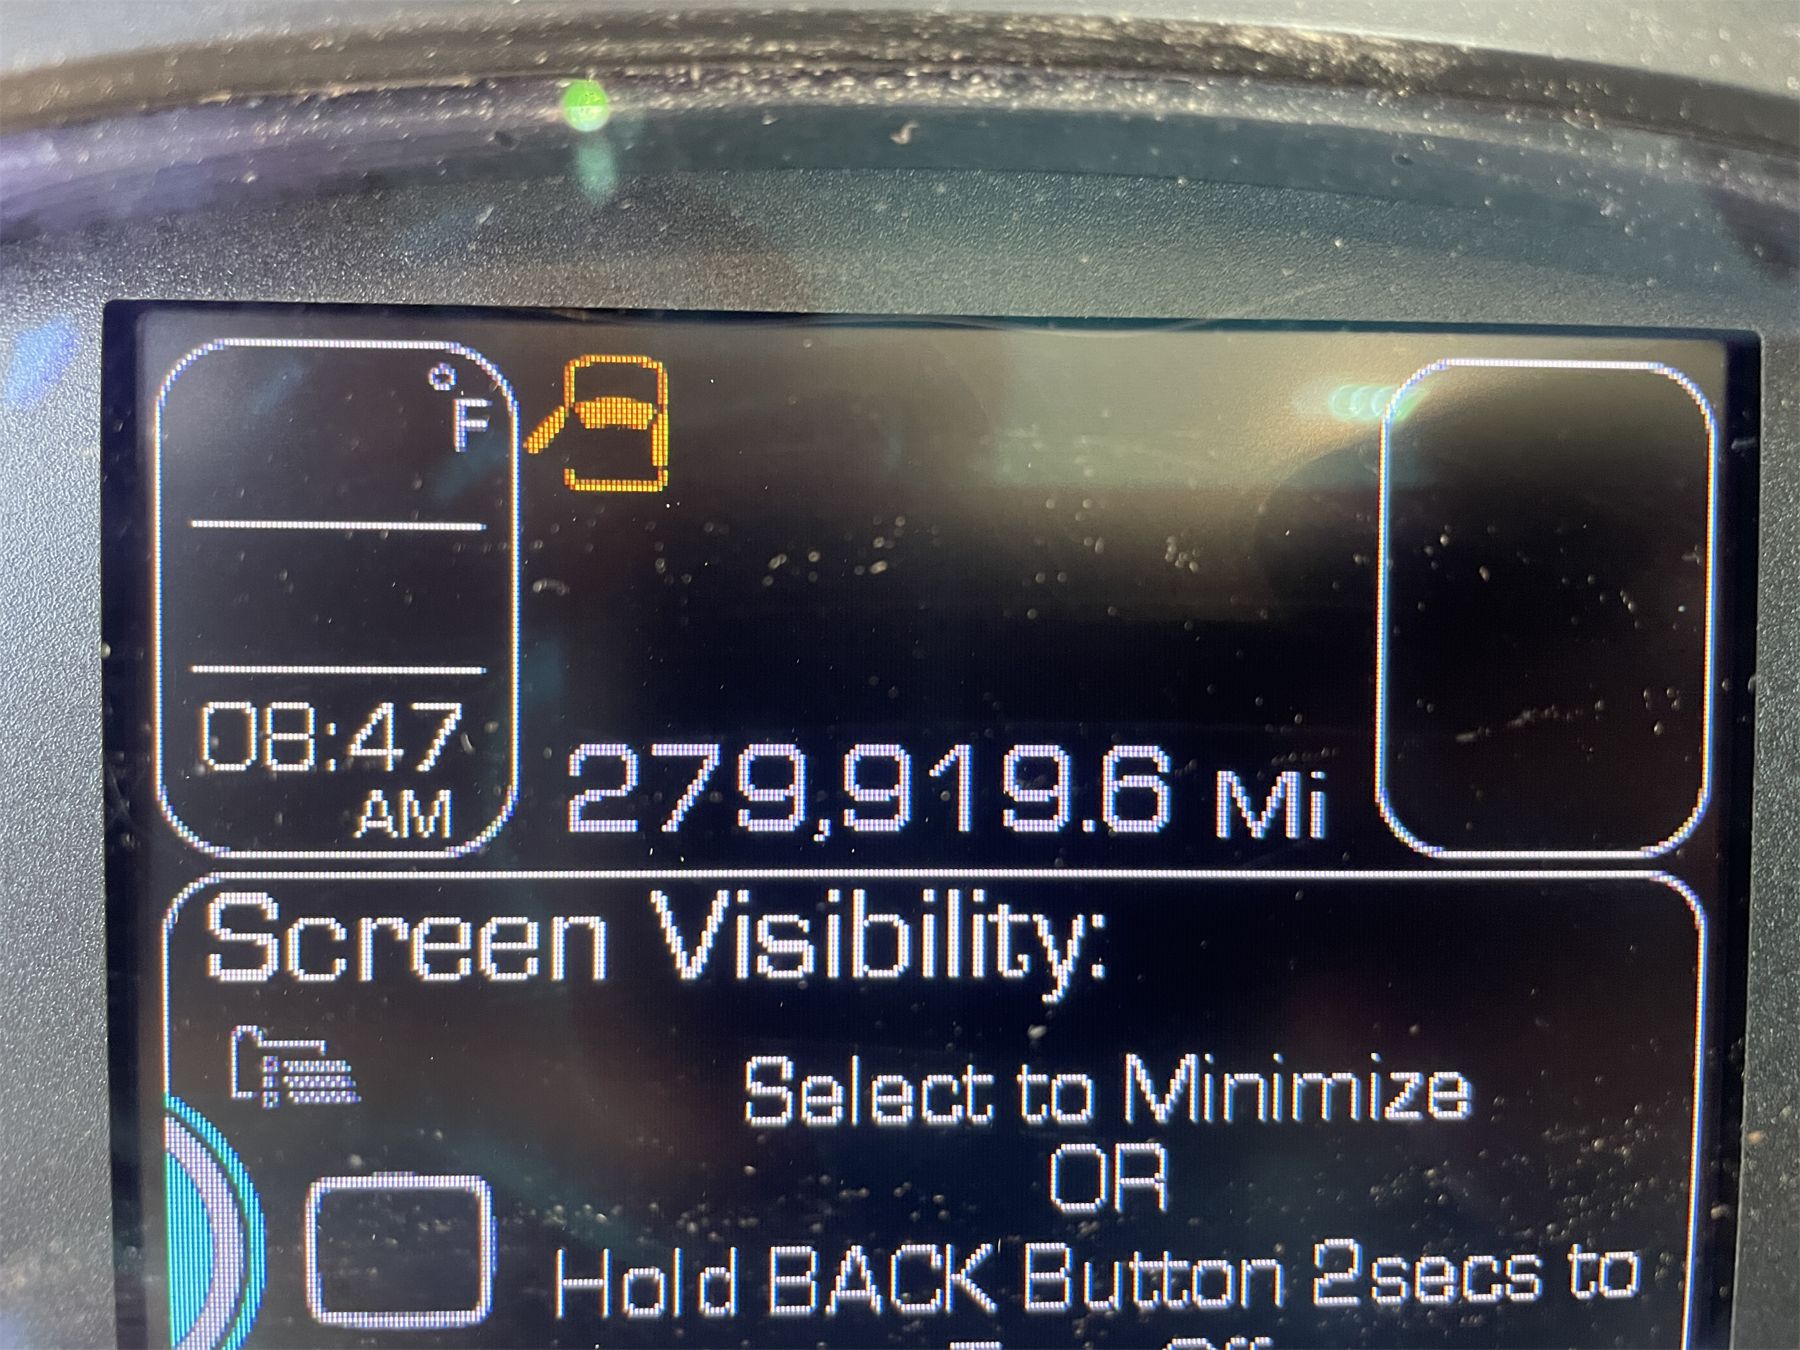 °F
08:47
AM
279,919.6 Mi
Screen Visibility:
Select to Minimize
OR
Hold BACK Button 2secs to